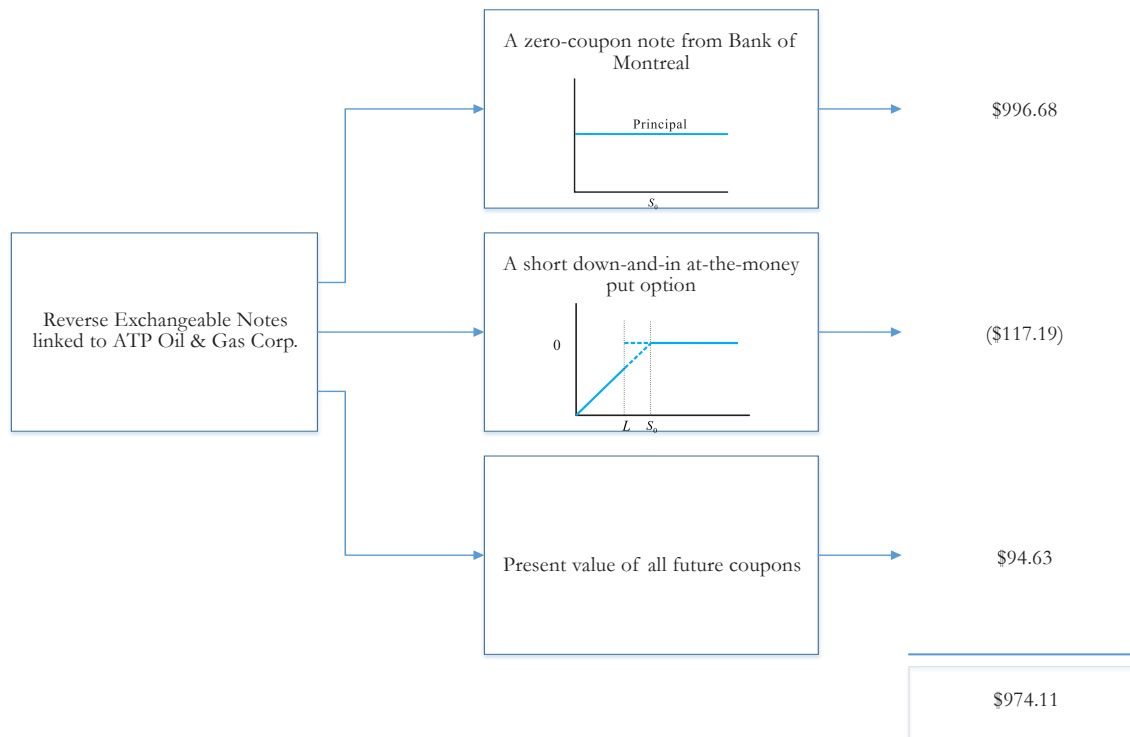 A zero-coupon note from Bank of
Montreal
Principal
S₀
$996.68
Reverse Exchangeable Notes
linked to ATP Oil & Gas Corp.
A short down-and-in at-the-money
put option
0
L S₀
($117.19)
Present value of all future coupons
$94.63
$974.11